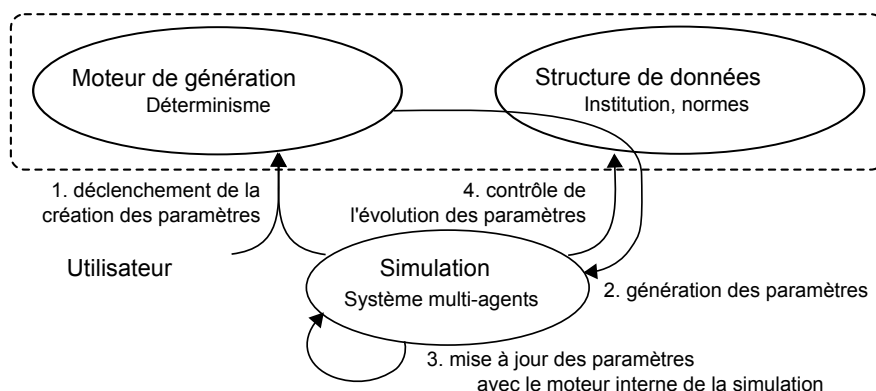 Moteur de génération
Déterminisme
Structure de données
Institution, normes
1. déclenchement de la
création des paramètres
4. contrôle de
l'évolution des paramètres
Utilisateur
Simulation
Système multi-agents
2. génération des paramètres
3. mise à jour des paramètres
avec le moteur interne de la simulation